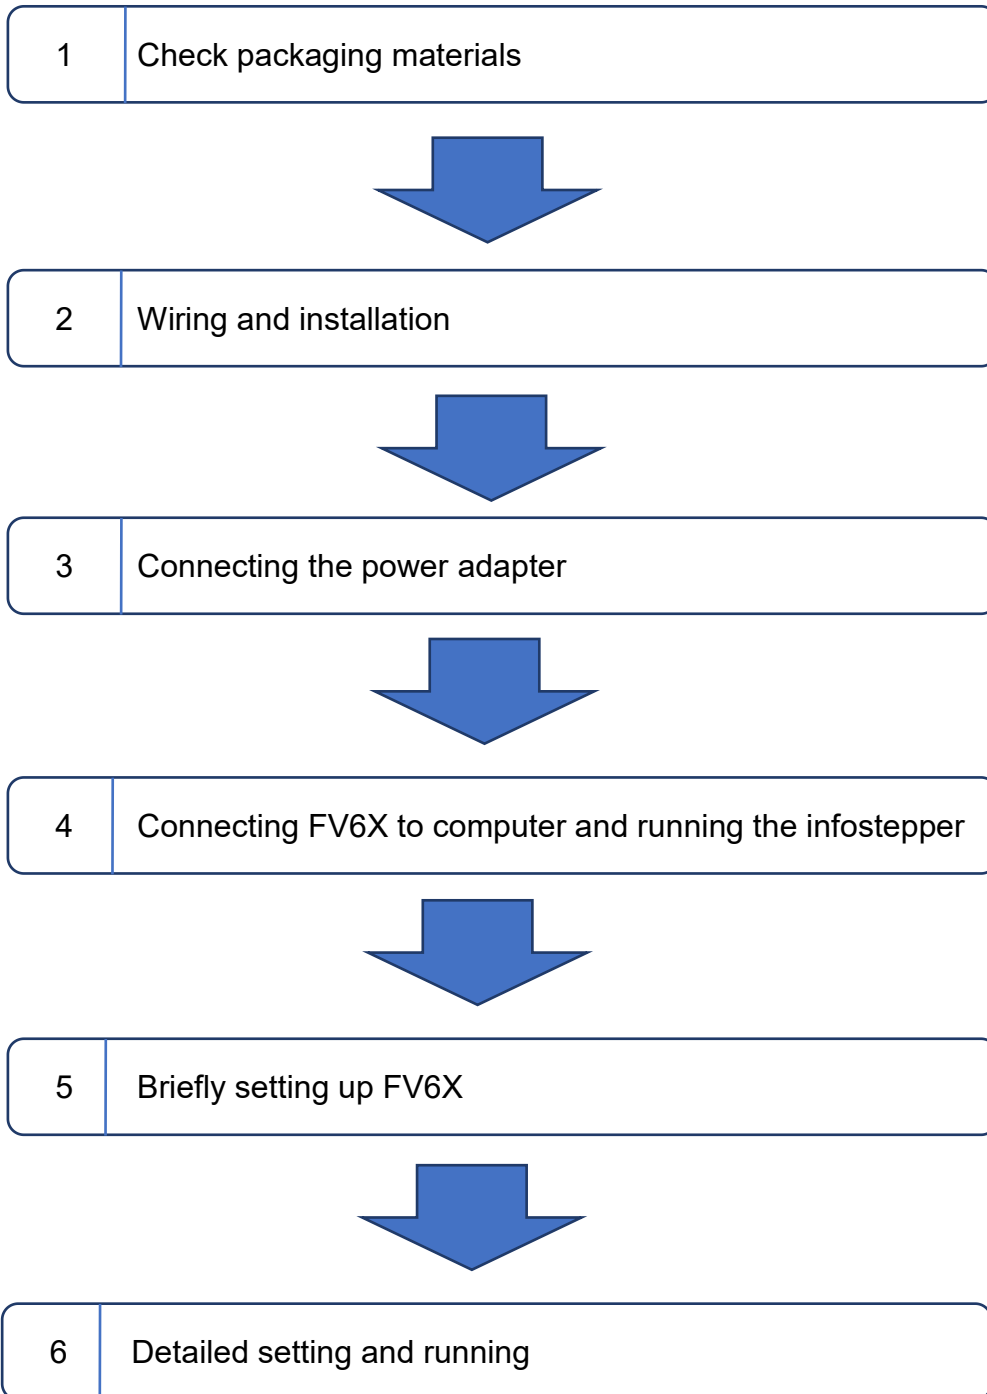 1 Check packaging materials
2 Wiring and installation
3 Connecting the power adapter
4 Connecting FV6X to computer and running the infostepper
5 Briefly setting up FV6X
6 Detailed setting and running